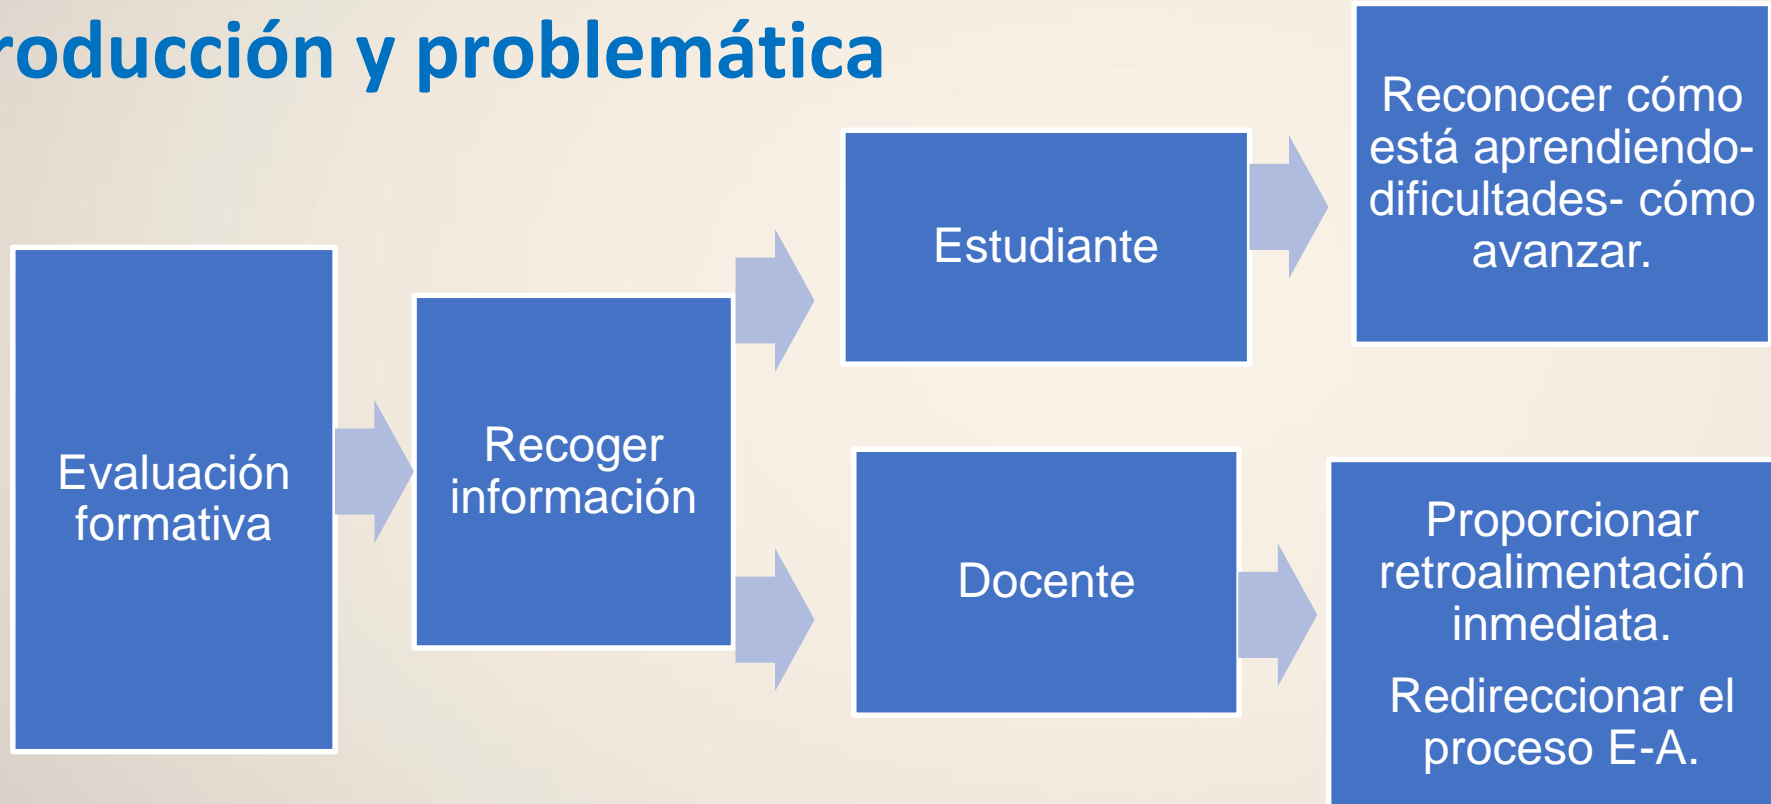 roducción y problemática
Evaluación
formativa
Recoger
información
Estudiante
Reconocer cómo
está aprendiendo-
dificultades- cómo
avanzar.
Docente
Proporcionar
retroalimentación
inmediata.
Redireccionar el
proceso E-A.